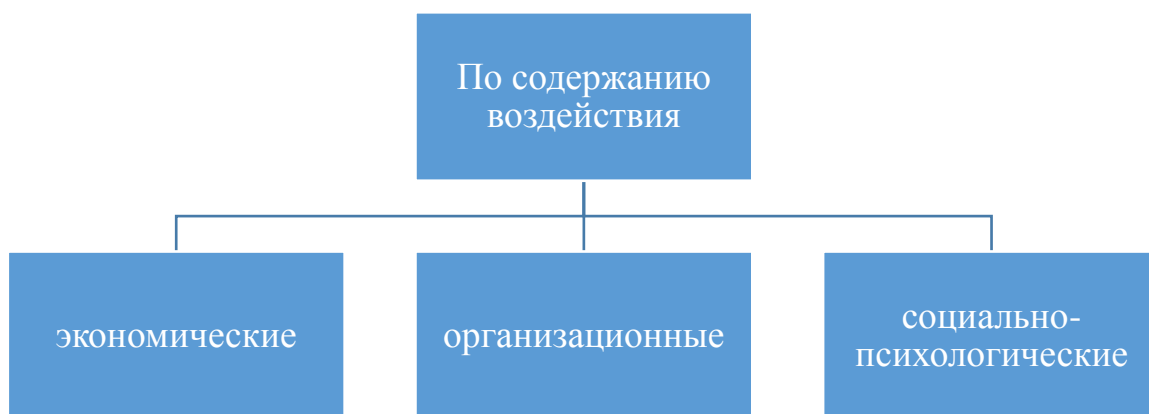 По содержанию
воздействия
экономические
организационные
социально-
психологические